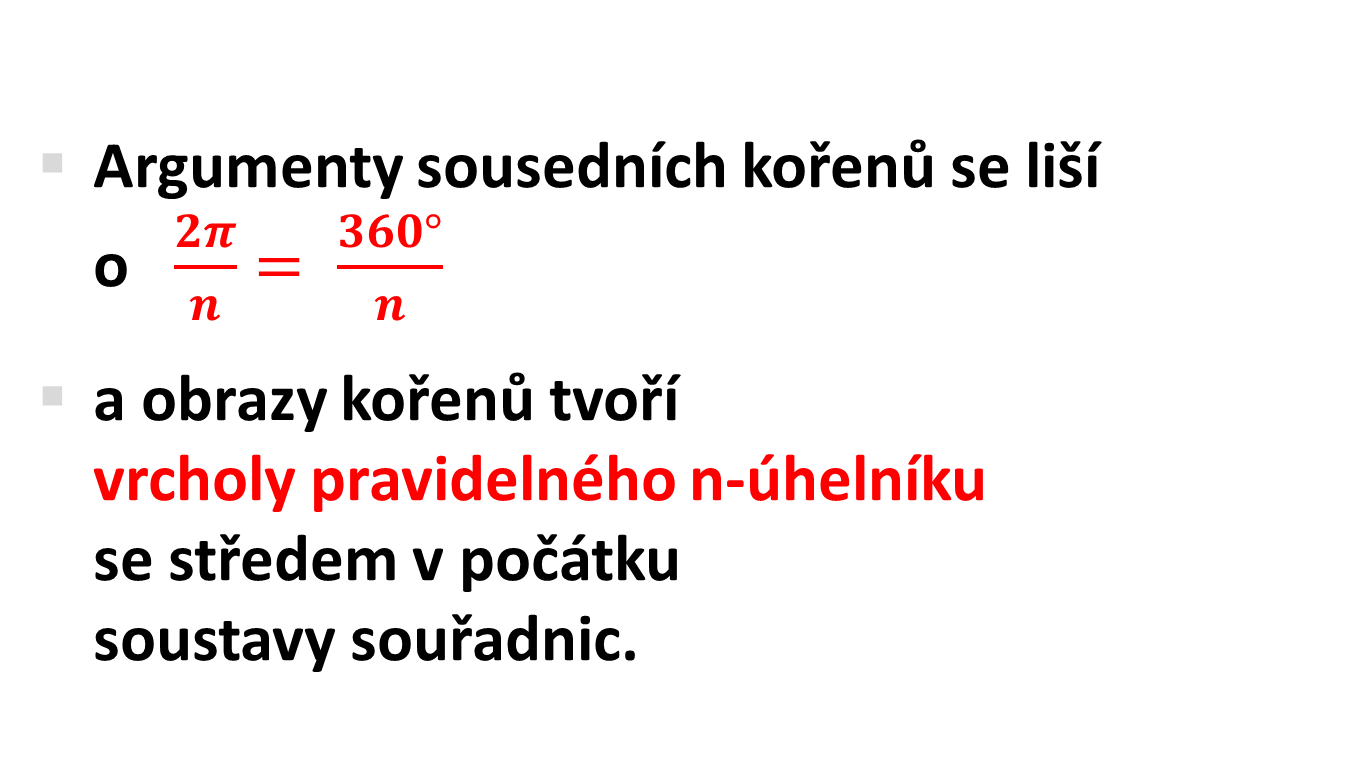 ▪ Argumenty sousedních kořenů se liší
o 2π/n = 360°/n
▪ a obrazy kořenů tvoří
vrcholy pravidelného n-úhelníku
se středem v počátku
soustavy souřadnic.